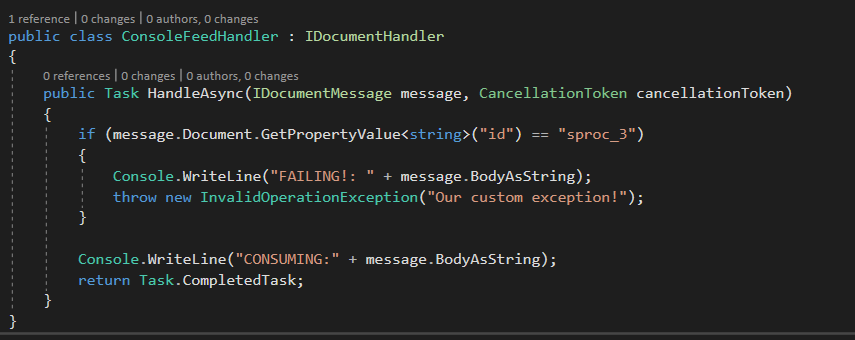 1 reference | 0 changes | 0 authors, 0 changes
public class ConsoleFeedHandler : IDocumentHandler
{
0 references | 0 changes | 0 authors, 0 changes
public Task HandleAsync(IDocumentMessage message, CancellationToken cancellationToken)
{
if (message.Document.GetPropertyValue<string>("id") == "sproc_3")
{
Console.WriteLine("FAILING!: " + message.BodyAsString);
throw new InvalidOperationException("Our custom exception!");
}
Console.WriteLine("CONSUMING:" + message.BodyAsString);
return Task.CompletedTask;
}
}